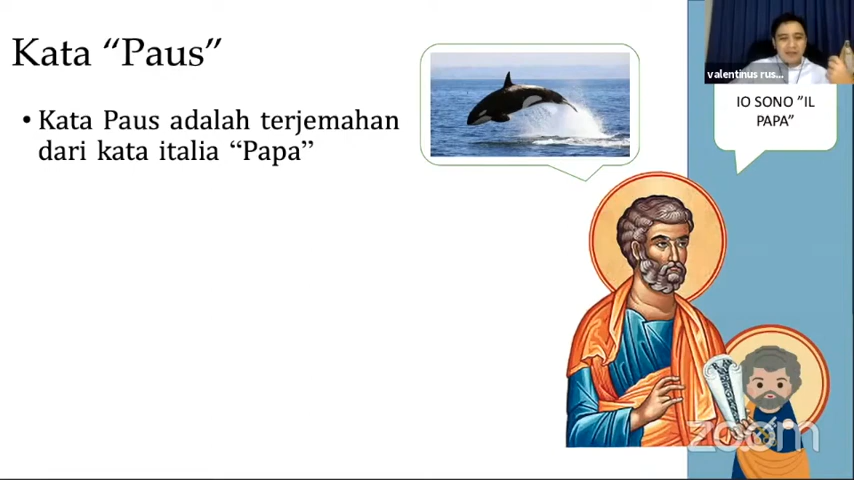 Kata “Paus”
• Kata Paus adalah terjemahan
dari kata italia “Papa”
valentinus rus...
IO SONO ”IL
PAPA”
zoom